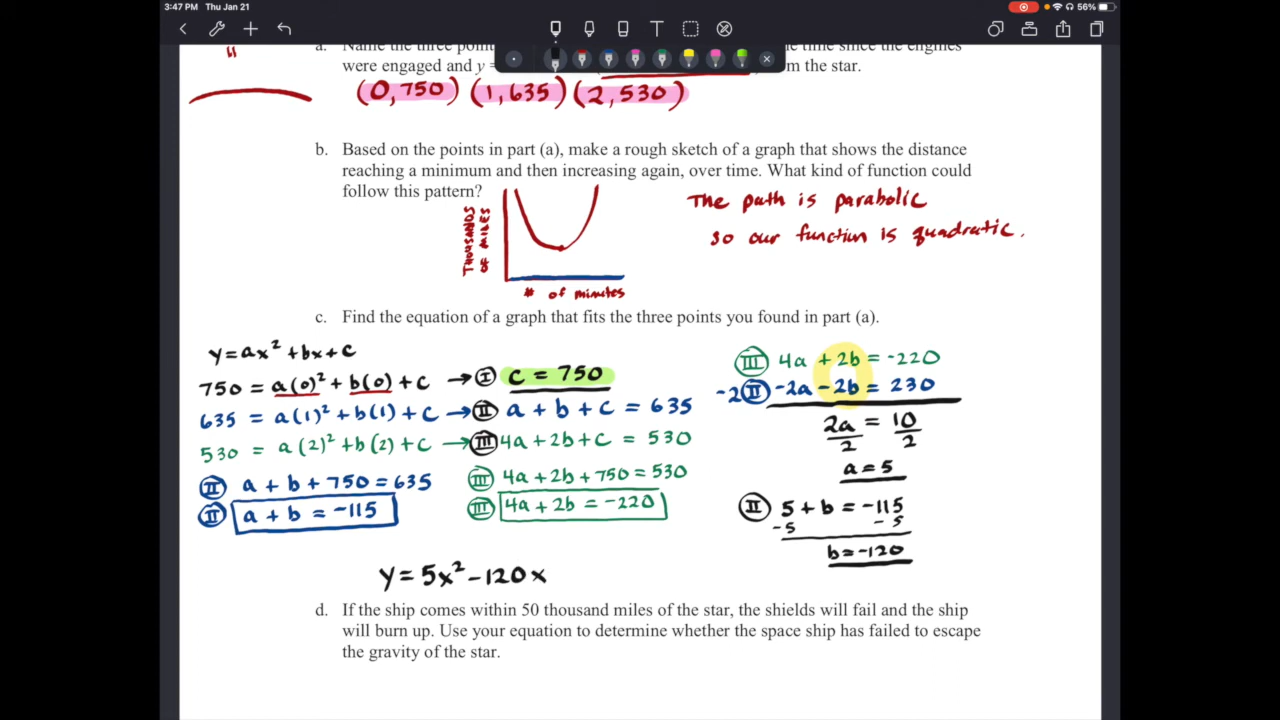 3:47 PM Thu Jan 21
56%
T
a. Name the three point
e time since the engines
were engaged and y =
m the star.
(0,750) (1,635) (2,530)
b. Based on the points in part (a), make a rough sketch of a graph that shows the distance
reaching a minimum and then increasing again, over time. What kind of function could
follow this pattern?
The path is parabolic
so our function is quadratic.
THOUSANDS
OF MILES
# of minutes
c. Find the equation of a graph that fits the three points you found in part (a).
y=ax²+bx+c
750 = a(0)² + b(0) + c → I c = 750
635 = a(1)² + b(1) + c → II a + b + c = 635
530 = a(2)² + b(2) + c → III 4a + 2b + c = 530
II a + b + 750 = 635
II a + b = -115
III 4a + 2b + 750 = 530
III 4a + 2b = -220
III 4a + 2b = -220
-2 II -2a - 2b = 230
2a = 10
2 2
a = 5
II 5 + b = -115
-5 -5
b = -120
y = 5x² - 120x
d. If the ship comes within 50 thousand miles of the star, the shields will fail and the ship
will burn up. Use your equation to determine whether the space ship has failed to escape
the gravity of the star.